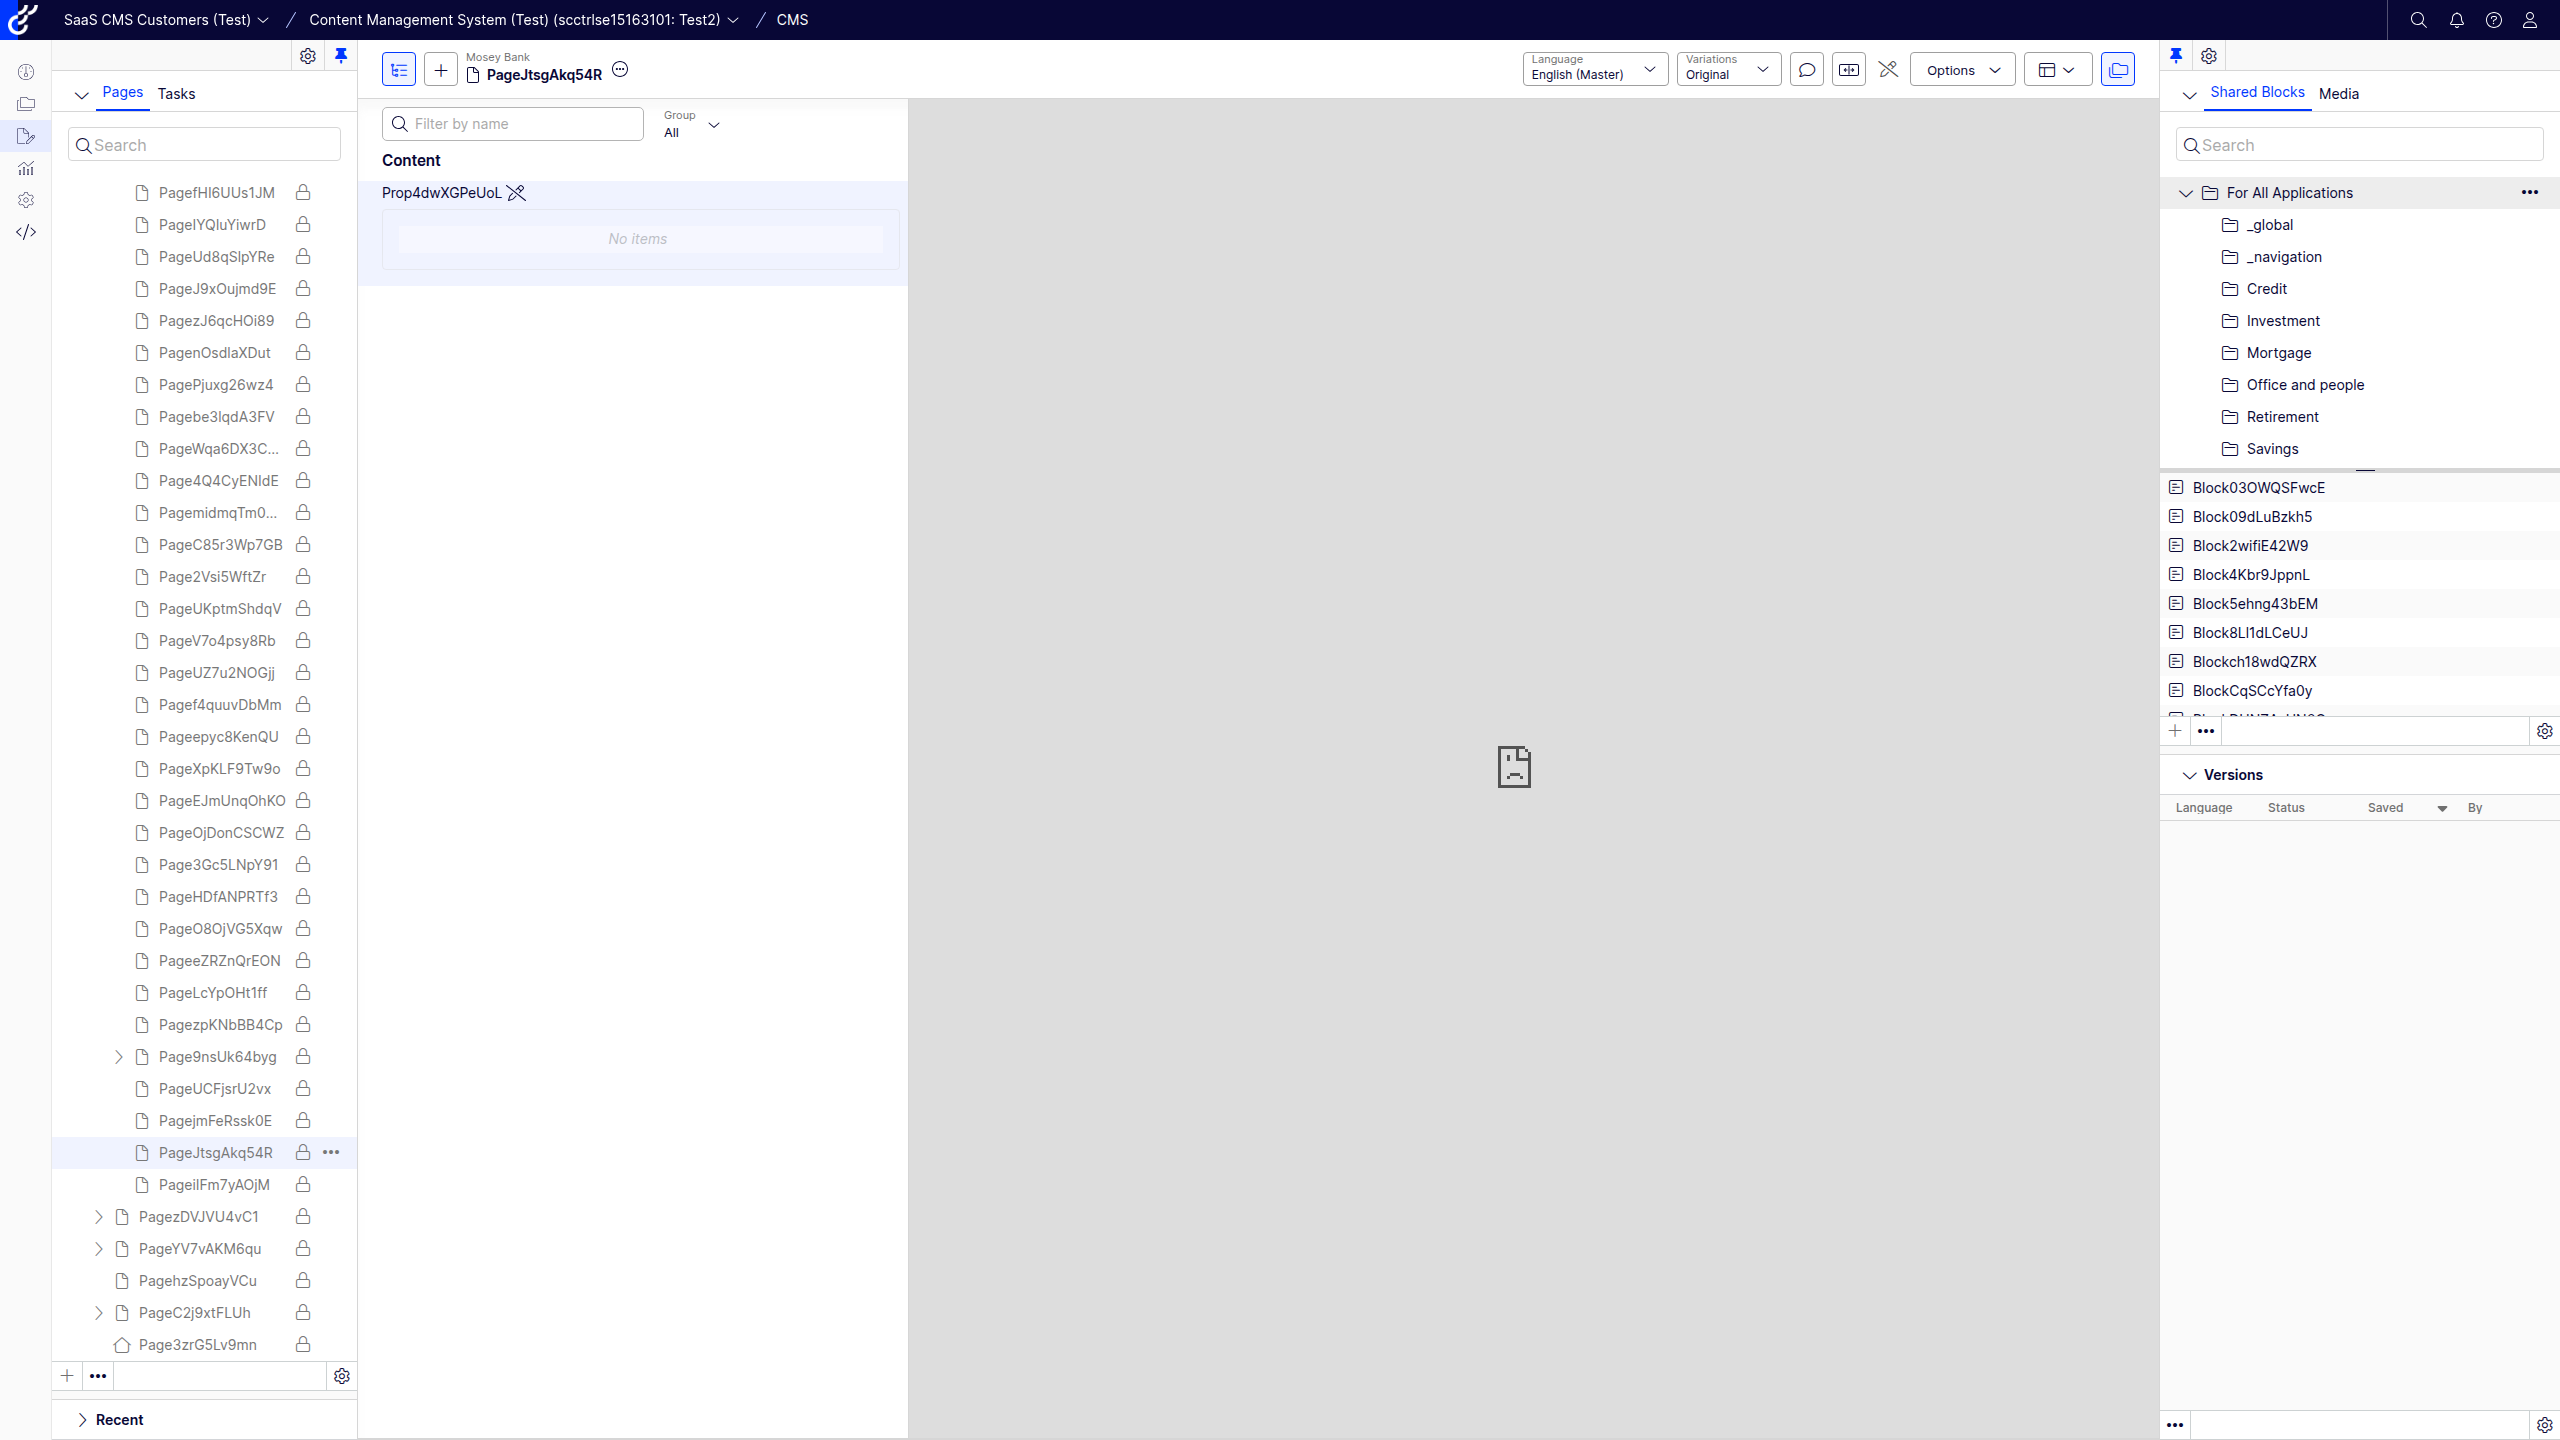 SaaS CMS Customers (Test)
Content Management System (Test) (scctrlse15163101: Test2)
CMS
Pages
Tasks
Search
PagefHI6UUs1JM
PageIYQluYiwrD
PageUd8qSlpYRe
PageJ9xOujmd9E
PagezJ6qcHOi89
PagenOsdlaXDut
PagePjuxg26wz4
Pagebe3lqdA3FV
PageWqa6DX3C...
Page4Q4CyENIdE
PagemidmqTm0...
PageC85r3Wp7GB
Page2Vsi5WftZr
PageUKptmShdqV
PageV7o4psy8Rb
PageUZ7u2NOGjj
Pagef4quuvDbMm
Pageepyc8KenQU
PageXpKLF9Tw9o
PageEJmUnqOhKO
PageOjDonCSCWZ
Page3Gc5LNpY91
PageHDfANPRTf3
PageO8OjVG5Xqw
PageeZRZnQrEON
PageLcYpOHt1ff
PagezpKNbBB4Cp
Page9nsUk64byg
PageUCFjsrU2vx
PagejmFeRssk0E
PageJtsgAkq54R
PageilFm7yAOjM
PagezDVJVU4vC1
PageYV7vAKM6qu
PagehzSpoayVCu
PageC2j9xtFLUh
Page3zrG5Lv9mn
Recent
Mosey Bank
PageJtsgAkq54R
Language
English (Master)
Variations
Original
Options
Filter by name
Group
All
Content
Prop4dwXGPeUoL
No items
Shared Blocks
Media
Search
For All Applications
_global
_navigation
Credit
Investment
Mortgage
Office and people
Retirement
Savings
Block03OWQSFwcE
Block09dLuBzkh5
Block2wifiE42W9
Block4Kbr9JppnL
Block5ehng43bEM
Block8LI1dLCeUJ
Blockch18wdQZRX
BlockCqSCcYfa0y
Versions
Language
Status
Saved
By